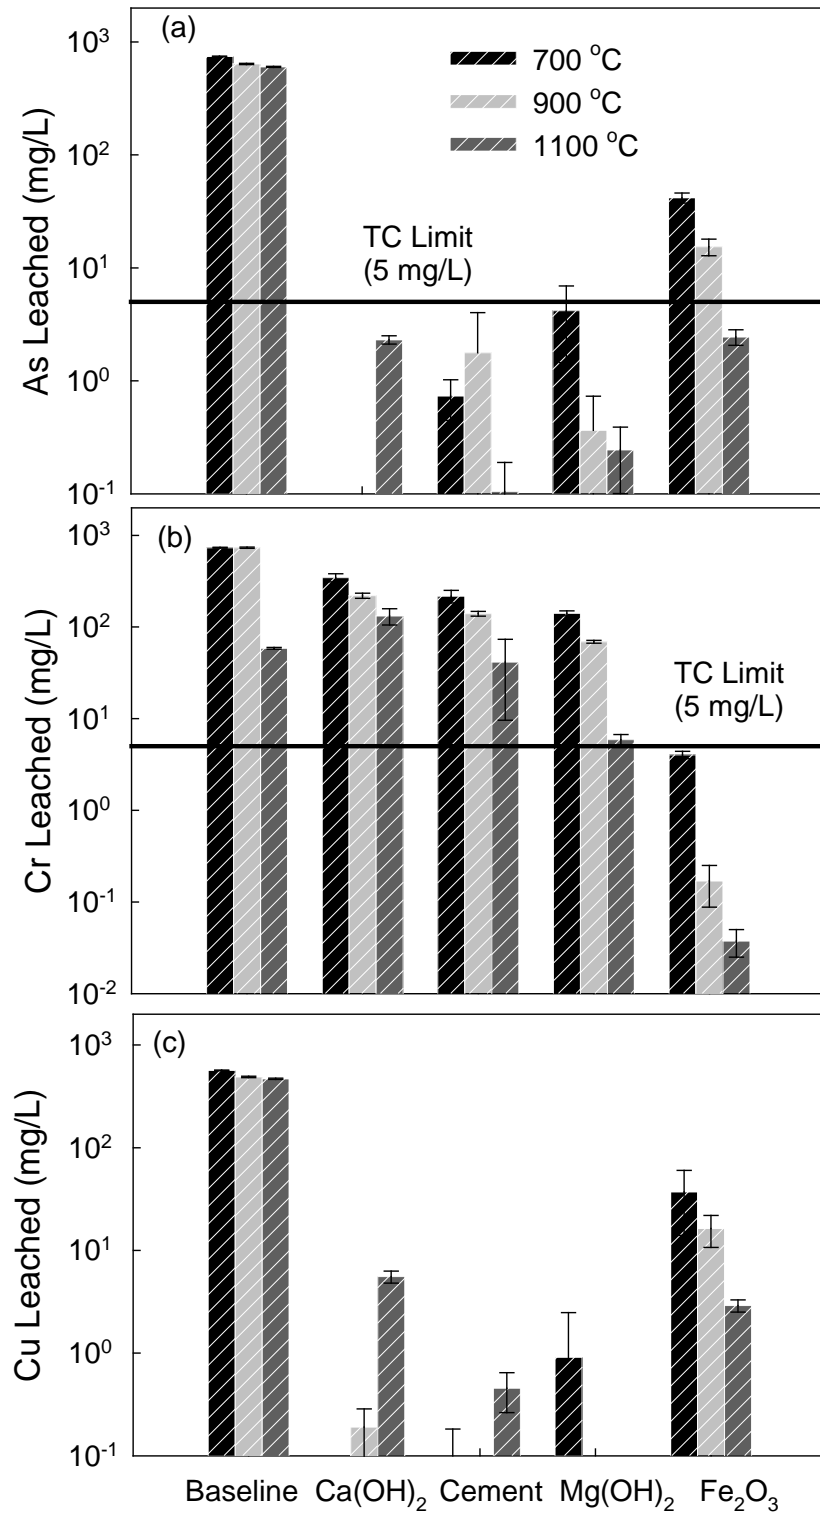 (a)
10³
10²
10¹
10⁰
10⁻¹
As Leached (mg/L)
700 °C
900 °C
1100 °C
TC Limit
(5 mg/L)
(b)
10³
10²
10¹
10⁰
10⁻¹
10⁻²
Cr Leached (mg/L)
TC Limit
(5 mg/L)
(c)
10³
10²
10¹
10⁰
10⁻¹
Cu Leached (mg/L)
Baseline Ca(OH)₂ Cement Mg(OH)₂ Fe₂O₃